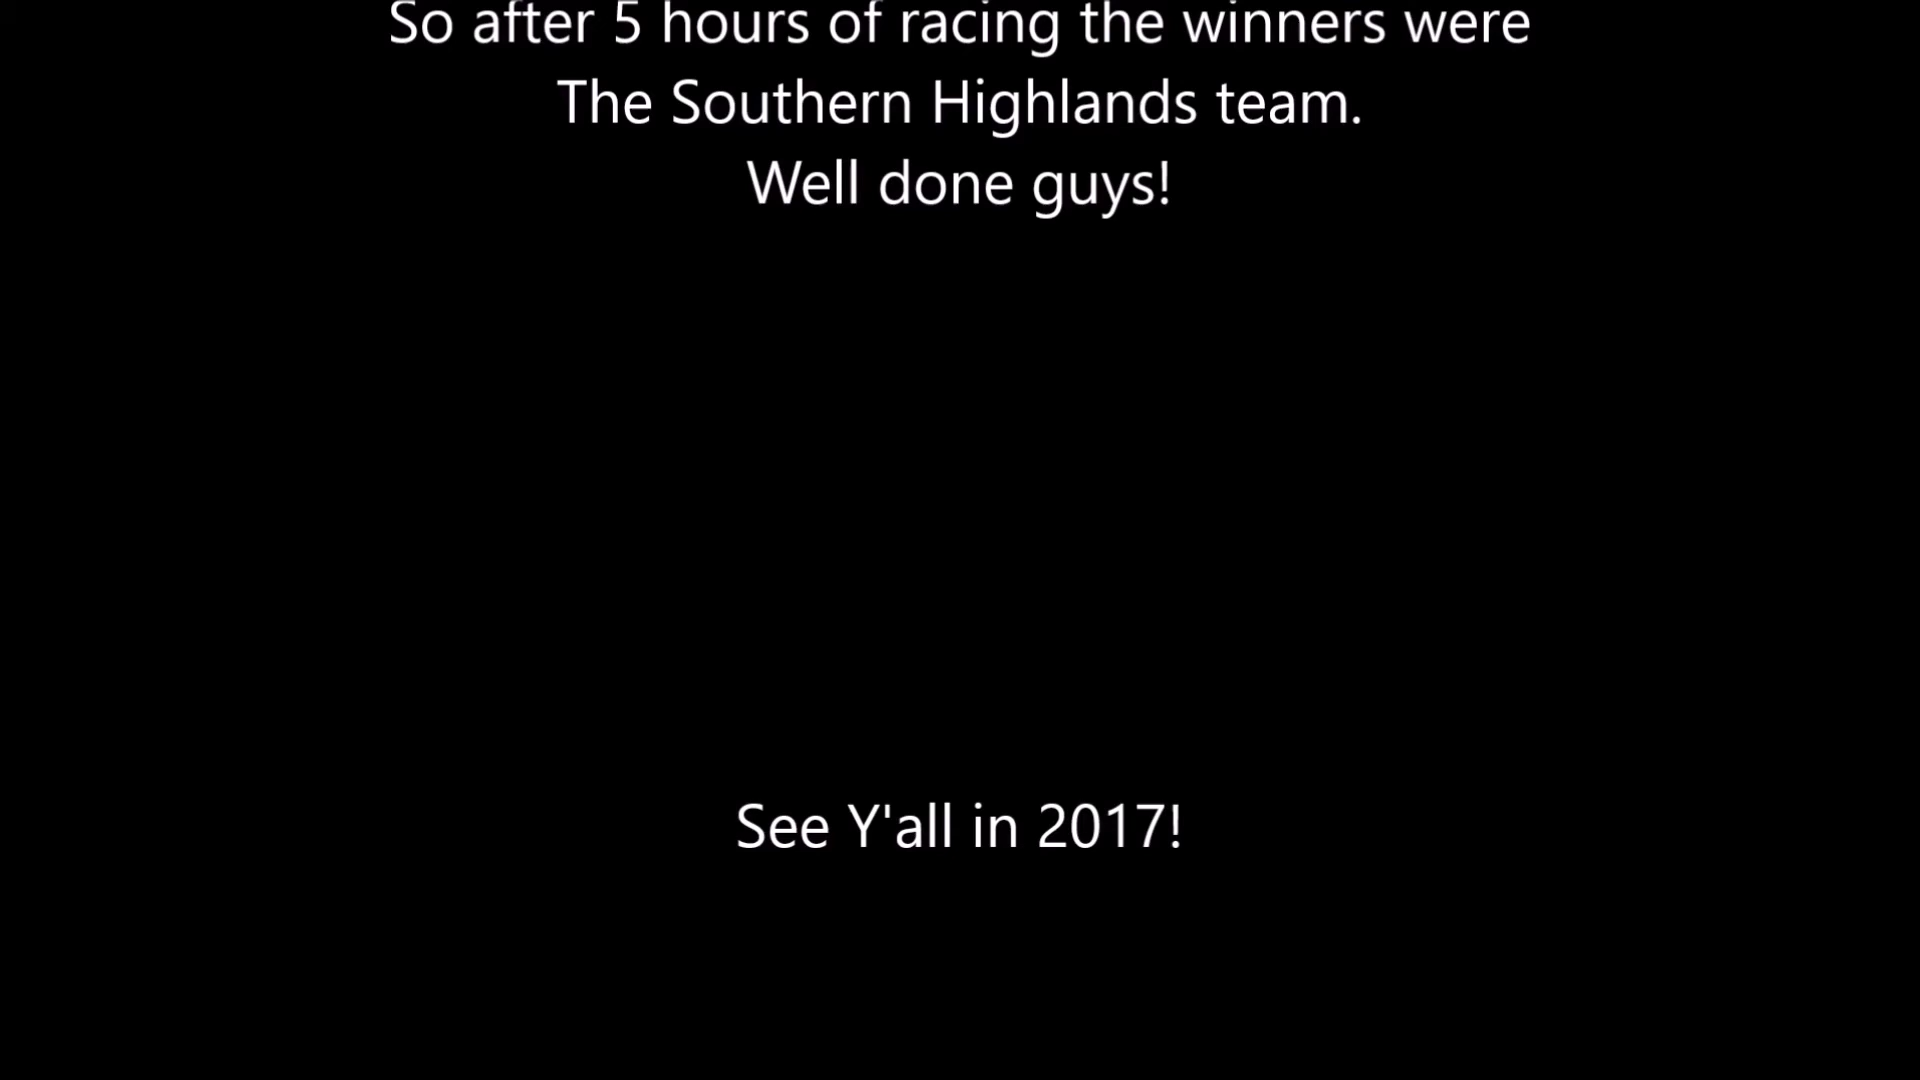 So after 5 hours of racing the winners were
The Southern Highlands team.
Well done guys!
See Y'all in 2017!